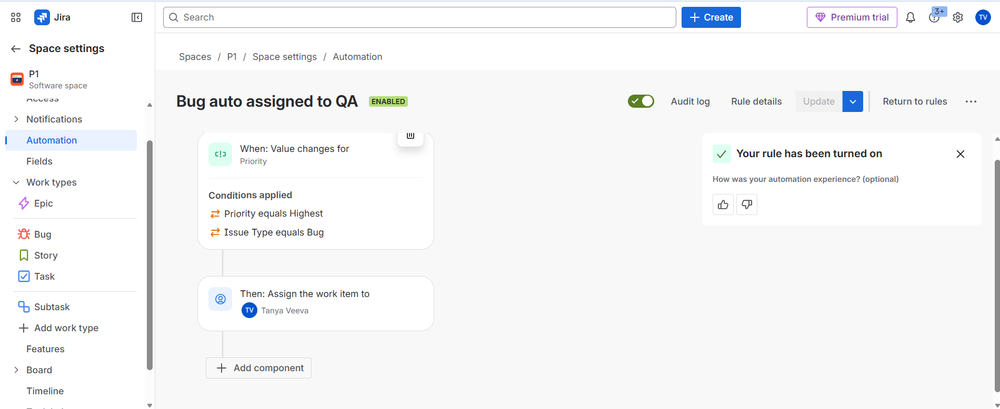 Jira
Search
Create
Premium trial
3+
TV
Space settings
P1
Software space
Access
Notifications
Automation
Fields
Work types
Epic
Bug
Story
Task
Subtask
Add work type
Features
Board
Timeline
Spaces / P1 / Space settings / Automation
Bug auto assigned to QA
ENABLED
Audit log
Rule details
Update
Return to rules
When: Value changes for
Priority
Conditions applied
Priority equals Highest
Issue Type equals Bug
Then: Assign the work item to
TV Tanya Veeva
Add component
Your rule has been turned on
How was your automation experience? (optional)